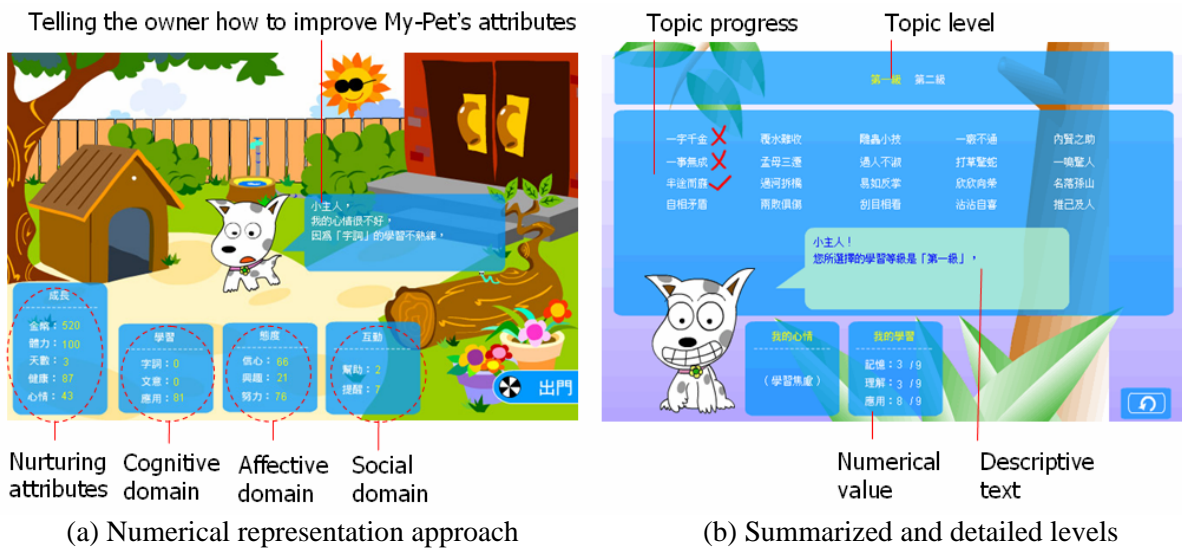 Telling the owner how to improve My-Pet's attributes
小主人,
我的心情很不好,
因為「字詞」的學習不熟練,
成長
金幣:520
體力:100
天數:3
健康:87
心情:43
學習
字詞:0
文意:0
應用:81
態度
信心:66
興趣:21
努力:76
互動
幫助:2
提醒:7
出門
Nurturing attributes
Cognitive domain
Affective domain
Social domain
(a) Numerical representation approach
Topic progress
Topic level
第一級 第二級
一字千金 覆水難收 雕蟲小技 一竅不通 內賢之助
一事無成 孟母三遷 遇人不淑 打草驚蛇 一鳴驚人
半途而廢 過河拆橋 易如反掌 欣欣向榮 名落孫山
自相矛盾 兩敗俱傷 刮目相看 沾沾自喜 推己及人
小主人!
您所選擇的學習等級是「第一級」,
我的心情
(學習焦慮)
我的學習
記憶:3 /9
理解:3 /9
應用:8 /9
Numerical value
Descriptive text
(b) Summarized and detailed levels